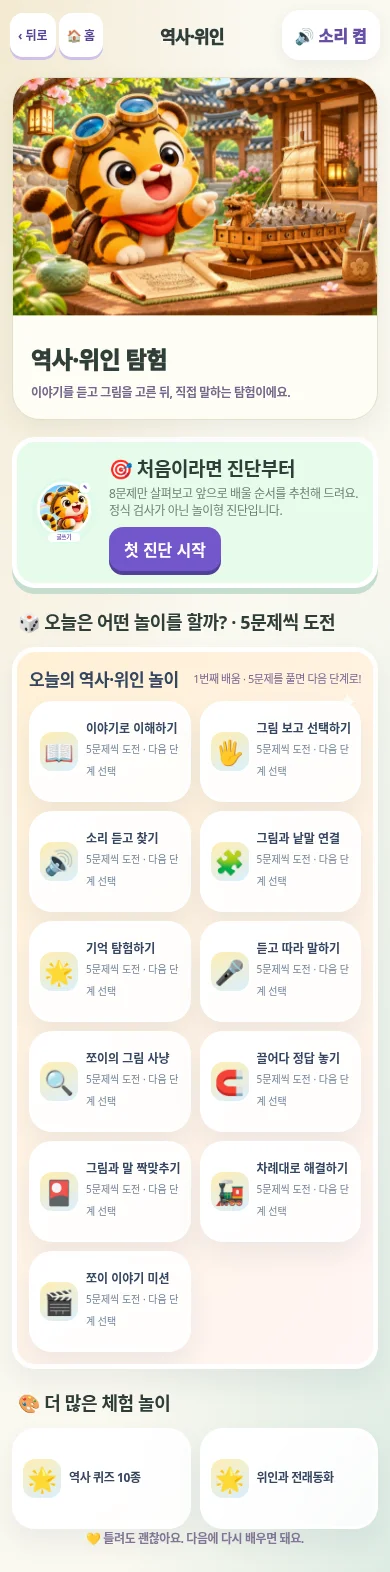 ‹ 뒤로
🏠 홈
역사·위인
🔊 소리 켬
역사·위인 탐험
이야기를 듣고 그림을 고른 뒤, 직접 말하는 탐험이에요.
글쓰기
🎯 처음이라면 진단부터
8문제만 살펴보고 앞으로 배울 순서를 추천해 드려요.
정식 검사가 아닌 놀이형 진단입니다.
첫 진단 시작
🎲 오늘은 어떤 놀이를 할까? · 5문제씩 도전
오늘의 역사·위인 놀이
1번째 배움 · 5문제를 풀면 다음 단계로!
이야기로 이해하기
5문제씩 도전 · 다음 단
계 선택
그림 보고 선택하기
5문제씩 도전 · 다음 단
계 선택
소리 듣고 찾기
5문제씩 도전 · 다음 단
계 선택
그림과 낱말 연결
5문제씩 도전 · 다음 단
계 선택
기억 탐험하기
5문제씩 도전 · 다음 단
계 선택
듣고 따라 말하기
5문제씩 도전 · 다음 단
계 선택
쪼이의 그림 사냥
5문제씩 도전 · 다음 단
계 선택
끌어다 정답 놓기
5문제씩 도전 · 다음 단
계 선택
그림과 말 짝맞추기
5문제씩 도전 · 다음 단
계 선택
차례대로 해결하기
5문제씩 도전 · 다음 단
계 선택
쪼이 이야기 미션
5문제씩 도전 · 다음 단
계 선택
🎨 더 많은 체험 놀이
역사 퀴즈 10종
위인과 전래동화
💛 틀려도 괜찮아요. 다음에 다시 배우면 돼요.